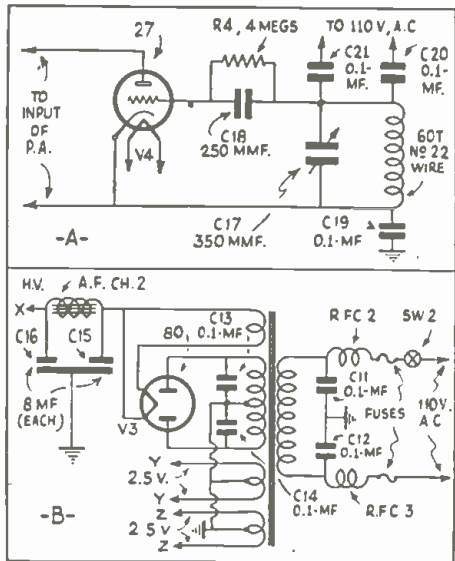 27
R4, 4 MEGS
TO 110 V, A.C
C21
0.1-
MF.
C20
0.1-
MF.
TO
INPUT
OF
P.A.
V4
C18
250 MMF.
60T
No 22
WIRE
C17
350 MMF.
C19
0.1-MF
-A-
H.V.
A.F. CH. 2
X
C16
C15
8 MF
(EACH)
80
C13
0.1-MF.
V3
RFC 2
SW 2
C11
0.1-MF
FUSES
C12
0.1-MF
110 V.
A C
Y
2.5 V.
Y
Z
2 5 V
Z
C14
0.1-MF
R.FC 3
-B-